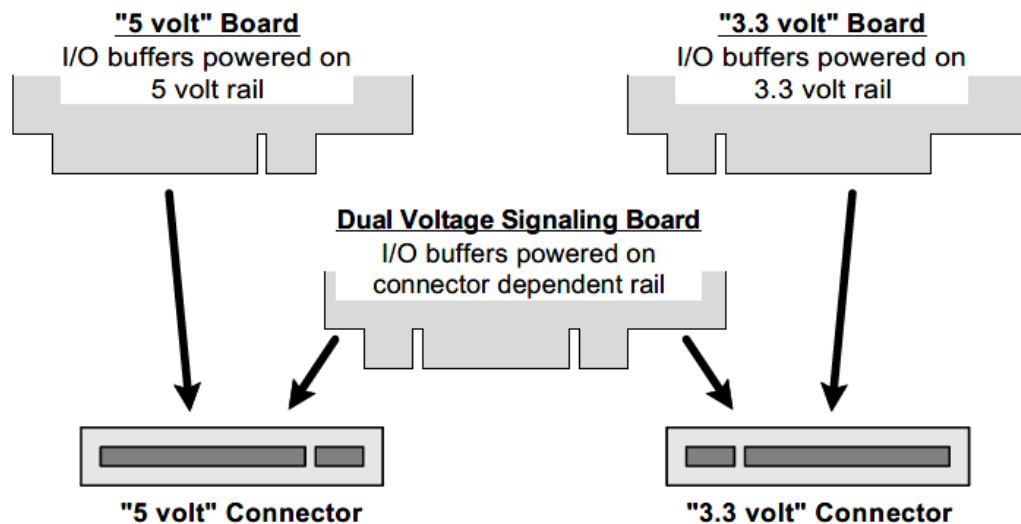 "5 volt" Board
I/O buffers powered on
5 volt rail
"3.3 volt" Board
I/O buffers powered on
3.3 volt rail
Dual Voltage Signaling Board
I/O buffers powered on
connector dependent rail
"5 volt" Connector
"3.3 volt" Connector